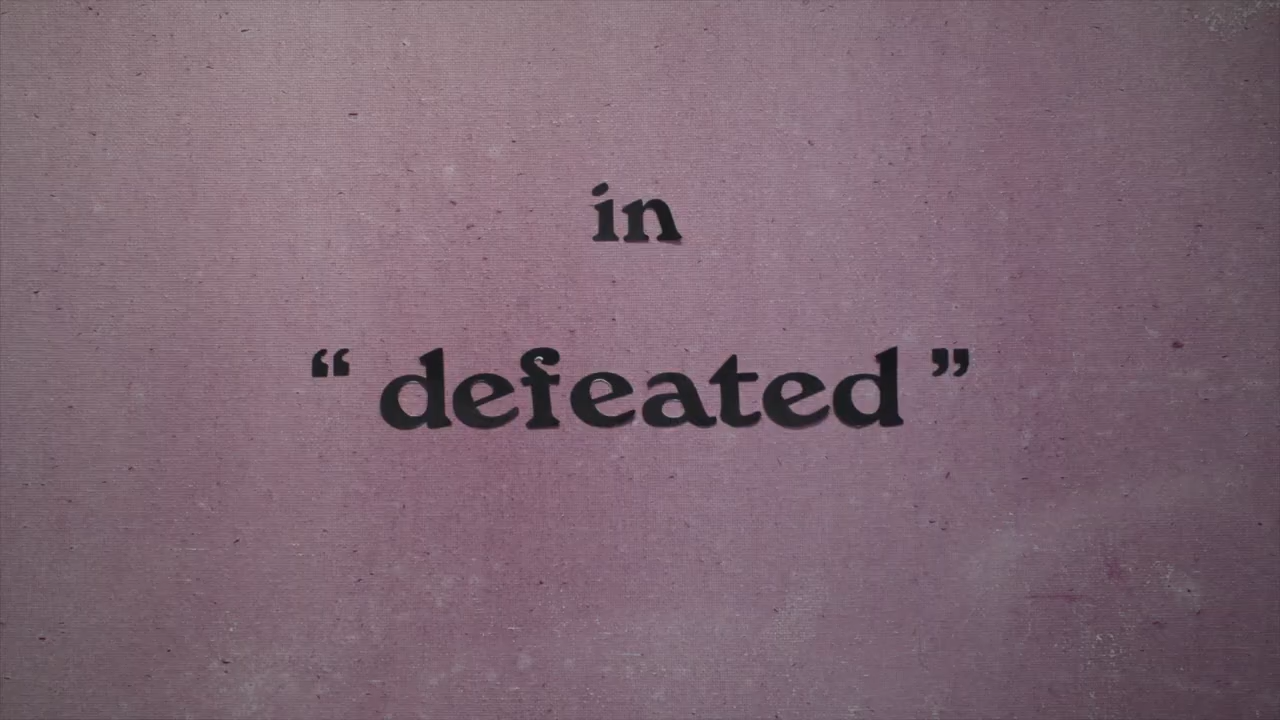 in
“ defeated ”